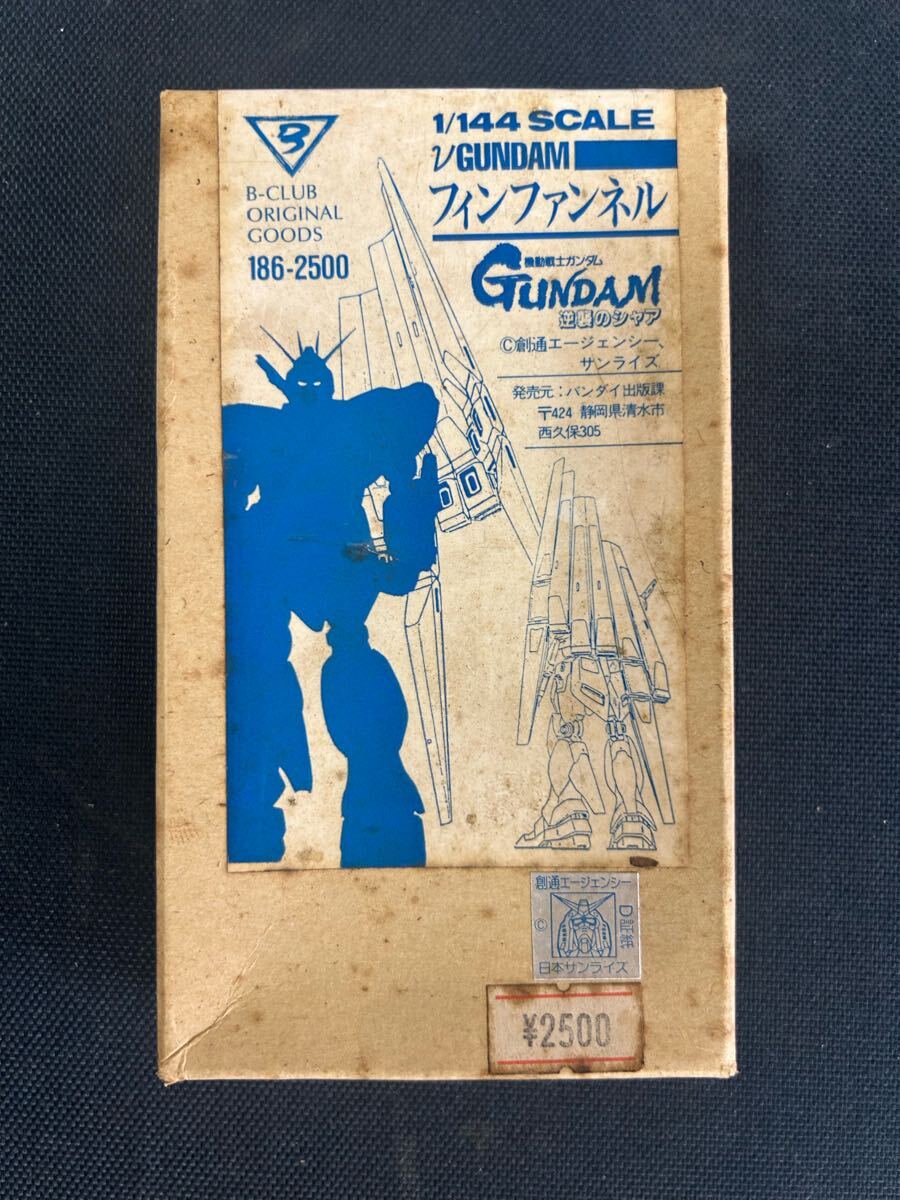 B
B-CLUB
ORIGINAL
GOODS
186-2500
1/144 SCALE
νGUNDAM
フィンファンネル
機動戦士ガンダム
GUNDAM
逆襲のシャア
©創通エージェンシー、
サンライズ
発売元:バンダイ出版課
〒424 静岡県清水市
西久保305
創通エージェンシー
©
D証紙
日本サンライズ
¥2500